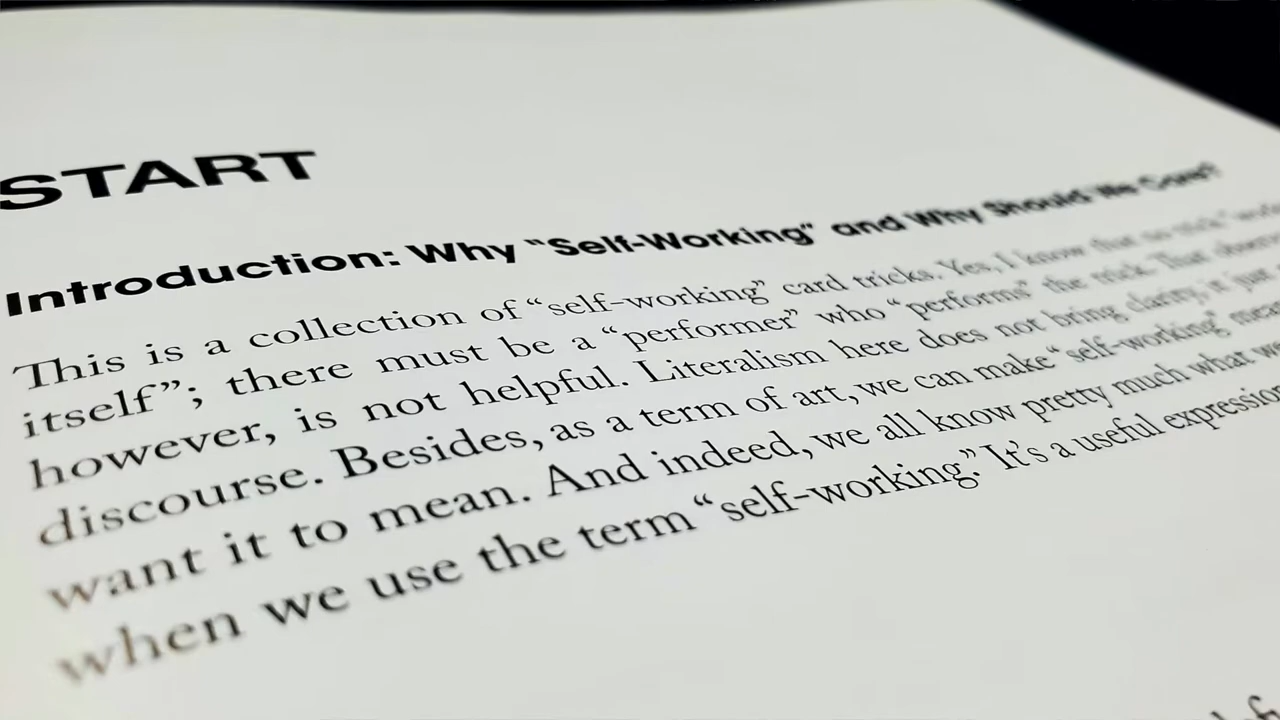 START
Introduction: Why “Self-Working” and Why Should We Care?
This is a collection of “self-working” card tricks. Yes, I know that no trick “works
itself”; there must be a “performer” who “performs” the trick. That
however, is not helpful. Literalism here does not bring clarity, it just
discourse. Besides, as a term of art, we can make“self-working” mean
want it to mean. And indeed, we all know pretty much what we
when we use the term “self-working.” It’s a useful expression